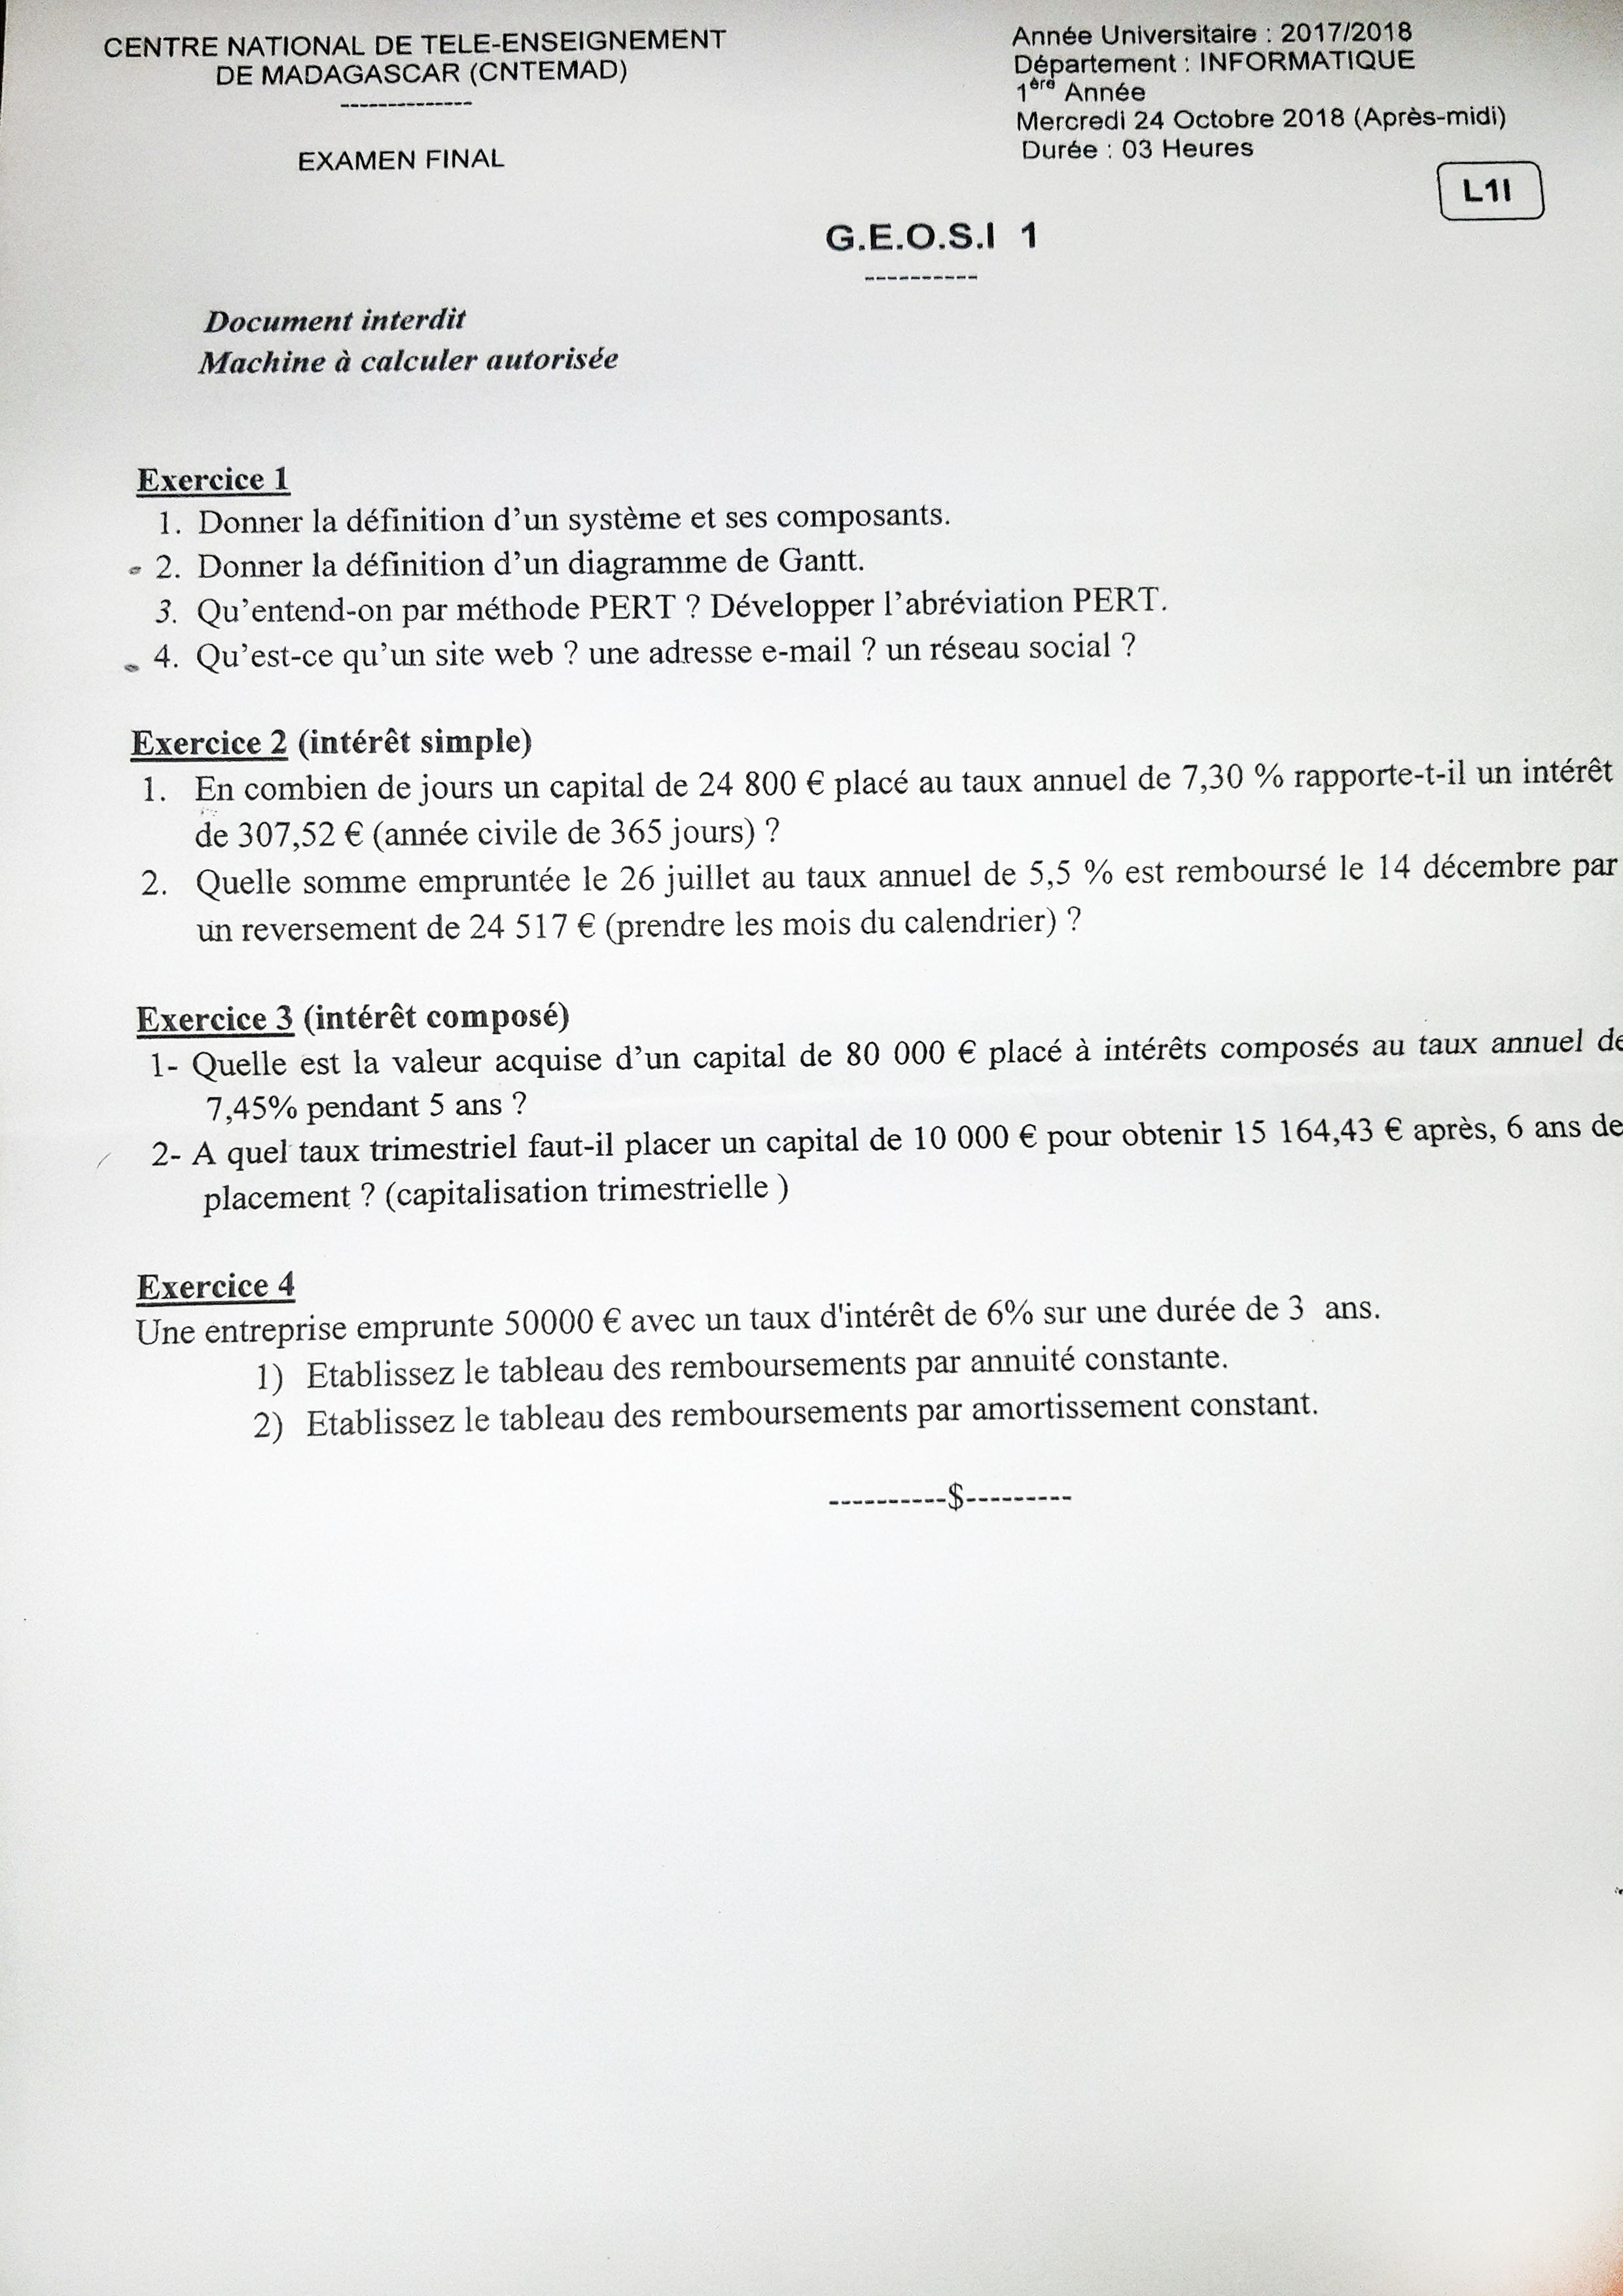 CENTRE NATIONAL DE TELE-ENSEIGNEMENT
DE MADAGASCAR (CNTEMAD)
--------------
EXAMEN FINAL
Année Universitaire : 2017/2018
Département : INFORMATIQUE
1ère Année
Mercredi 24 Octobre 2018 (Après-midi)
Durée : 03 Heures
L1I
G.E.O.S.I 1
----------
Document interdit
Machine à calculer autorisée
Exercice 1
1. Donner la définition d'un système et ses composants.
2. Donner la définition d'un diagramme de Gantt.
3. Qu'entend-on par méthode PERT ? Développer l'abréviation PERT.
4. Qu'est-ce qu'un site web ? une adresse e-mail ? un réseau social ?
Exercice 2 (intérêt simple)
1. En combien de jours un capital de 24 800 € placé au taux annuel de 7,30 % rapporte-t-il un intérêt
de 307,52 € (année civile de 365 jours) ?
2. Quelle somme empruntée le 26 juillet au taux annuel de 5,5 % est remboursé le 14 décembre par
un reversement de 24 517 € (prendre les mois du calendrier) ?
Exercice 3 (intérêt composé)
1- Quelle est la valeur acquise d'un capital de 80 000 € placé à intérêts composés au taux annuel de
7,45% pendant 5 ans ?
2- A quel taux trimestriel faut-il placer un capital de 10 000 € pour obtenir 15 164,43 € après, 6 ans de
placement ? (capitalisation trimestrielle )
Exercice 4
Une entreprise emprunte 50000 € avec un taux d'intérêt de 6% sur une durée de 3 ans.
1) Etablissez le tableau des remboursements par annuité constante.
2) Etablissez le tableau des remboursements par amortissement constant.
----------$---------